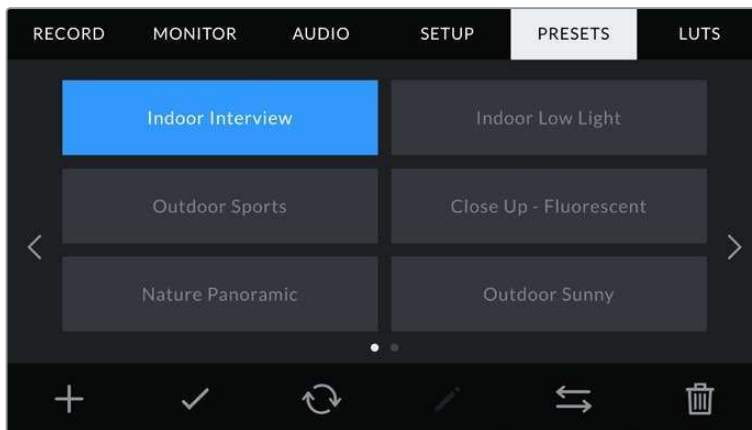 RECORD MONITOR AUDIO SETUP PRESETS LUTS
Indoor Interview Indoor Low Light
Outdoor Sports Close Up - Fluorescent
Nature Panoramic Outdoor Sunny